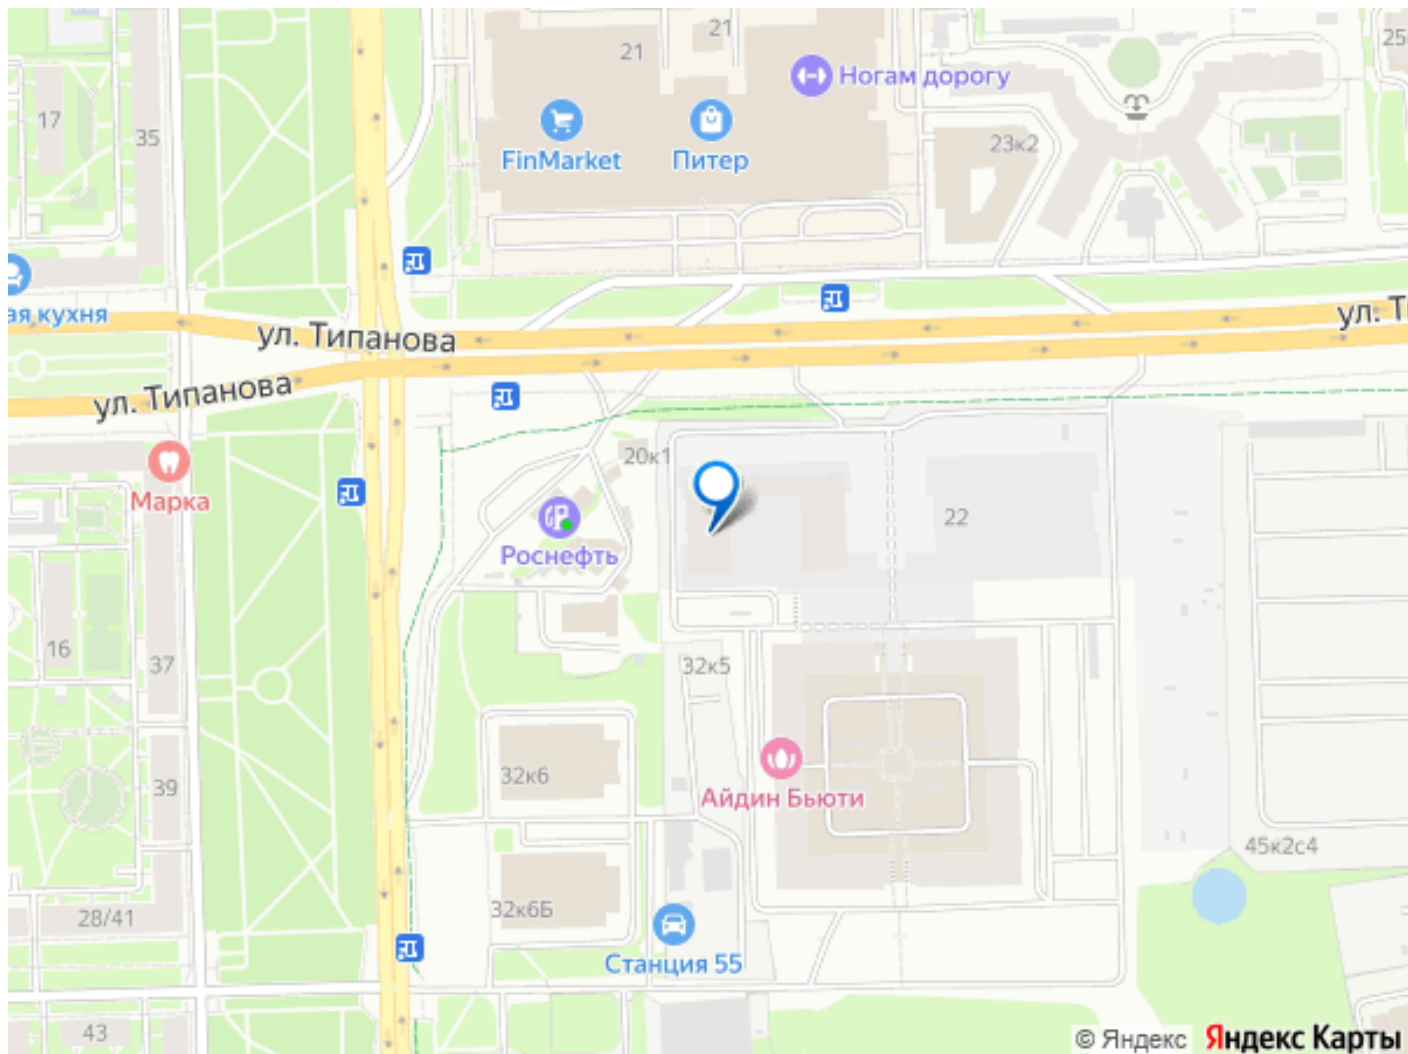 21
21
25
Ногам дорогу
17
35
FinMarket
Питер
23к2
ая кухня
ул. Типанова
ул. Т
ул. Типанова
20к1
Марка
22
Роснефть
16
37
32к5
32к6
39
Айдин Бьюти
45к2с4
32к6Б
28/41
Станция 55
43
© Яндекс Яндекс Карты